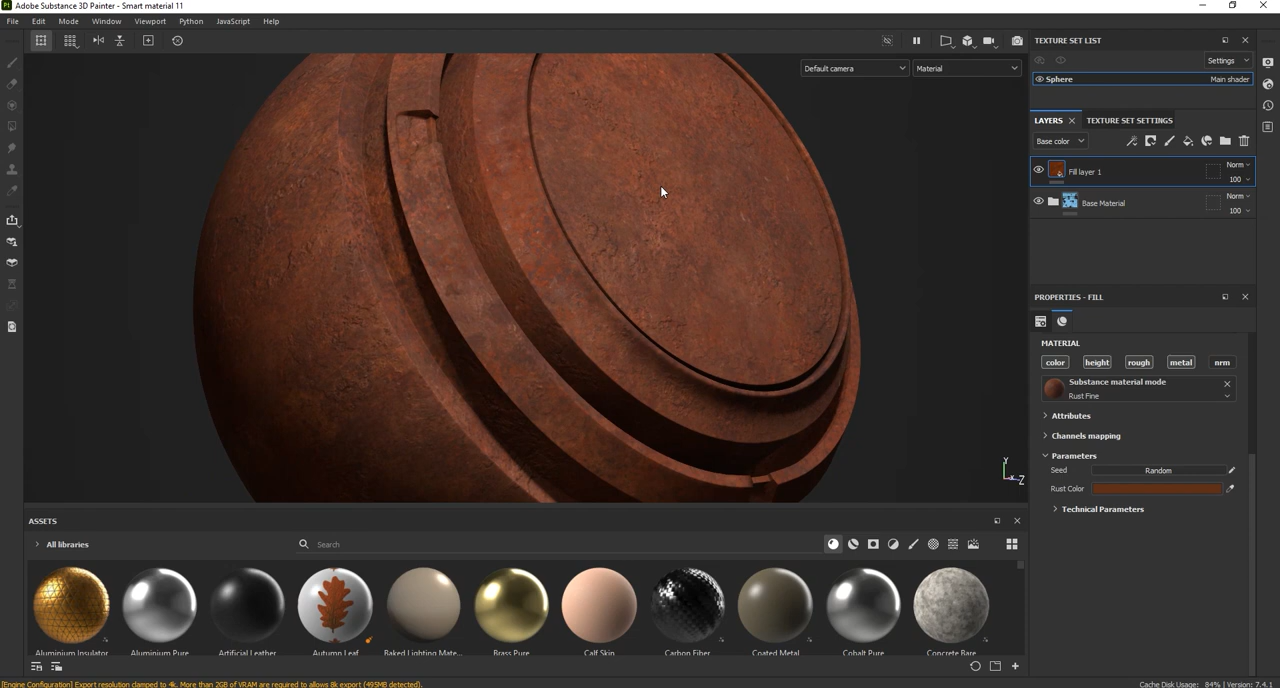 Adobe Substance 3D Painter - Smart material 11
File Edit Mode Window Viewport Python JavaScript Help
Default camera Material
TEXTURE SET LIST
Settings
Sphere Main shader
LAYERS TEXTURE SET SETTINGS
Base color
Fill layer 1 Norm 100
Base Material Norm 100
PROPERTIES - FILL
MATERIAL
color height rough metal nrm
Substance material mode
Rust Fine
Attributes
Channels mapping
Parameters
Seed Random
Rust Color
Technical Parameters
Y
Z
ASSETS
All libraries Search
Aluminium Insulator Aluminium Pure Artificial Leather Autumn Leaf Baked Lighting Mate... Brass Pure Calf Skin Carbon Fiber Coated Metal Cobalt Pure Concrete Bare
[Engine Configuration] Export resolution clamped to 4k. More than 2GB of VRAM are required to allows 8k export (495MB detected).
Cache Disk Usage: 84% | Version: 7.4.1